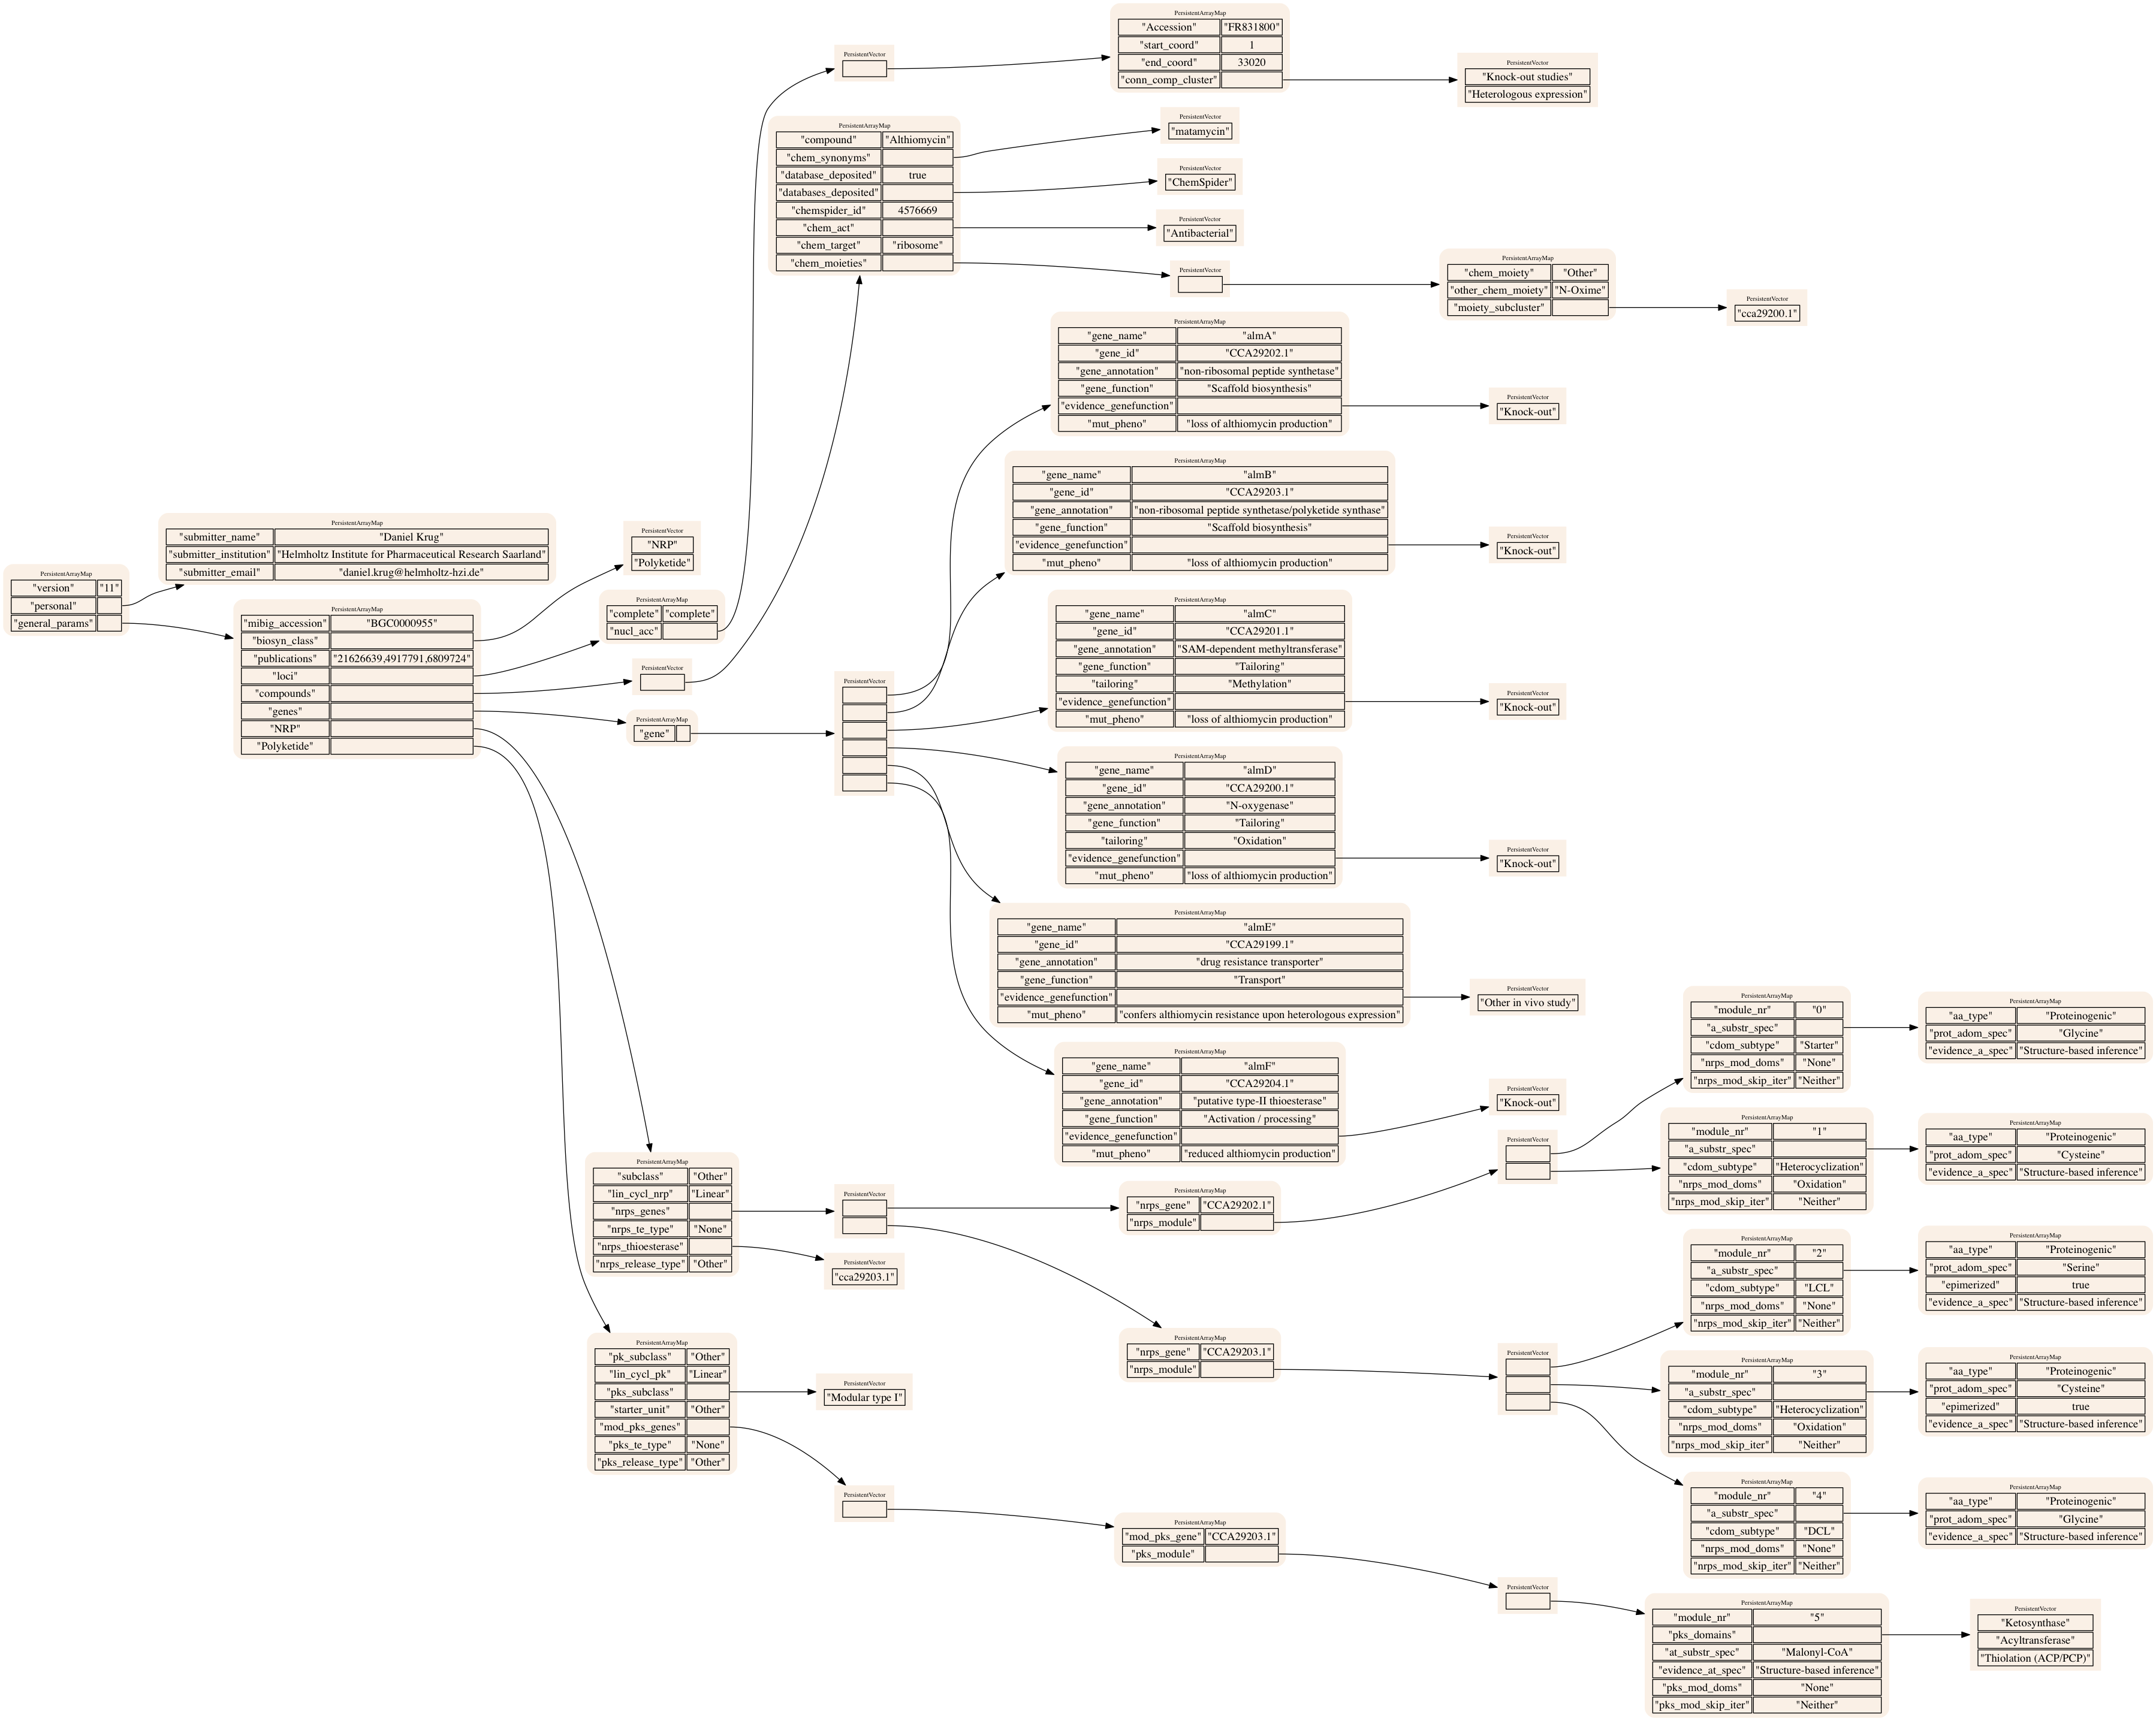 PersistentArrayMap
"version" "11"
"personal"
"general_params"
PersistentArrayMap
"submitter_name" "Daniel Krug"
"submitter_institution" "Helmholtz Institute for Pharmaceutical Research Saarland"
"submitter_email" "daniel.krug@helmholtz-hzi.de"
PersistentArrayMap
"mibig_accession" "BGC0000955"
"biosyn_class"
"publications" "21626639,4917791,6809724"
"loci"
"compounds"
"genes"
"NRP"
"Polyketide"
PersistentVector
"NRP"
"Polyketide"
PersistentArrayMap
"complete" "complete"
"nucl_acc"
PersistentVector
PersistentArrayMap
"gene"
PersistentVector
PersistentArrayMap
"Accession" "FR831800"
"start_coord" 1
"end_coord" 33020
"conn_comp_cluster"
PersistentVector
"Knock-out studies"
"Heterologous expression"
PersistentArrayMap
"compound" "Althiomycin"
"chem_synonyms"
"database_deposited" true
"databases_deposited"
"chemspider_id" 4576669
"chem_act"
"chem_target" "ribosome"
"chem_moieties"
PersistentVector
"matamycin"
PersistentVector
"ChemSpider"
PersistentVector
"Antibacterial"
PersistentVector
PersistentArrayMap
"chem_moiety" "Other"
"other_chem_moiety" "N-Oxime"
"moiety_subcluster"
PersistentVector
"cca29200.1"
PersistentVector
PersistentArrayMap
"gene_name" "almA"
"gene_id" "CCA29202.1"
"gene_annotation" "non-ribosomal peptide synthetase"
"gene_function" "Scaffold biosynthesis"
"evidence_genefunction"
"mut_pheno" "loss of althiomycin production"
PersistentVector
"Knock-out"
PersistentArrayMap
"gene_name" "almB"
"gene_id" "CCA29203.1"
"gene_annotation" "non-ribosomal peptide synthetase/polyketide synthase"
"gene_function" "Scaffold biosynthesis"
"evidence_genefunction"
"mut_pheno" "loss of althiomycin production"
PersistentVector
"Knock-out"
PersistentArrayMap
"gene_name" "almC"
"gene_id" "CCA29201.1"
"gene_annotation" "SAM-dependent methyltransferase"
"gene_function" "Tailoring"
"tailoring" "Methylation"
"evidence_genefunction"
"mut_pheno" "loss of althiomycin production"
PersistentVector
"Knock-out"
PersistentArrayMap
"gene_name" "almD"
"gene_id" "CCA29200.1"
"gene_annotation" "N-oxygenase"
"gene_function" "Tailoring"
"tailoring" "Oxidation"
"evidence_genefunction"
"mut_pheno" "loss of althiomycin production"
PersistentVector
"Knock-out"
PersistentArrayMap
"gene_name" "almE"
"gene_id" "CCA29199.1"
"gene_annotation" "drug resistance transporter"
"gene_function" "Transport"
"evidence_genefunction"
"mut_pheno" "confers althiomycin resistance upon heterologous expression"
PersistentVector
"Other in vivo study"
PersistentArrayMap
"gene_name" "almF"
"gene_id" "CCA29204.1"
"gene_annotation" "putative type-II thioesterase"
"gene_function" "Activation / processing"
"evidence_genefunction"
"mut_pheno" "reduced althiomycin production"
PersistentVector
"Knock-out"
PersistentArrayMap
"subclass" "Other"
"lin_cycl_nrp" "Linear"
"nrps_genes"
"nrps_te_type" "None"
"nrps_thioesterase"
"nrps_release_type" "Other"
PersistentVector
PersistentVector
"cca29203.1"
PersistentArrayMap
"nrps_gene" "CCA29202.1"
"nrps_module"
PersistentVector
PersistentArrayMap
"module_nr" "0"
"a_substr_spec"
"cdom_subtype" "Starter"
"nrps_mod_doms" "None"
"nrps_mod_skip_iter" "Neither"
PersistentArrayMap
"aa_type" "Proteinogenic"
"prot_adom_spec" "Glycine"
"evidence_a_spec" "Structure-based inference"
PersistentArrayMap
"module_nr" "1"
"a_substr_spec"
"cdom_subtype" "Heterocyclization"
"nrps_mod_doms" "Oxidation"
"nrps_mod_skip_iter" "Neither"
PersistentArrayMap
"aa_type" "Proteinogenic"
"prot_adom_spec" "Cysteine"
"evidence_a_spec" "Structure-based inference"
PersistentArrayMap
"nrps_gene" "CCA29203.1"
"nrps_module"
PersistentVector
PersistentArrayMap
"module_nr" "2"
"a_substr_spec"
"cdom_subtype" "LCL"
"nrps_mod_doms" "None"
"nrps_mod_skip_iter" "Neither"
PersistentArrayMap
"aa_type" "Proteinogenic"
"prot_adom_spec" "Serine"
"epimerized" true
"evidence_a_spec" "Structure-based inference"
PersistentArrayMap
"module_nr" "3"
"a_substr_spec"
"cdom_subtype" "Heterocyclization"
"nrps_mod_doms" "Oxidation"
"nrps_mod_skip_iter" "Neither"
PersistentArrayMap
"aa_type" "Proteinogenic"
"prot_adom_spec" "Cysteine"
"epimerized" true
"evidence_a_spec" "Structure-based inference"
PersistentArrayMap
"module_nr" "4"
"a_substr_spec"
"cdom_subtype" "DCL"
"nrps_mod_doms" "None"
"nrps_mod_skip_iter" "Neither"
PersistentArrayMap
"aa_type" "Proteinogenic"
"prot_adom_spec" "Glycine"
"evidence_a_spec" "Structure-based inference"
PersistentArrayMap
"pk_subclass" "Other"
"lin_cycl_pk" "Linear"
"pks_subclass"
"starter_unit" "Other"
"mod_pks_genes"
"pks_te_type" "None"
"pks_release_type" "Other"
PersistentVector
"Modular type I"
PersistentVector
PersistentArrayMap
"mod_pks_gene" "CCA29203.1"
"pks_module"
PersistentVector
PersistentArrayMap
"module_nr" "5"
"pks_domains"
"at_substr_spec" "Malonyl-CoA"
"evidence_at_spec" "Structure-based inference"
"pks_mod_doms" "None"
"pks_mod_skip_iter" "Neither"
PersistentVector
"Ketosynthase"
"Acyltransferase"
"Thiolation (ACP/PCP)"